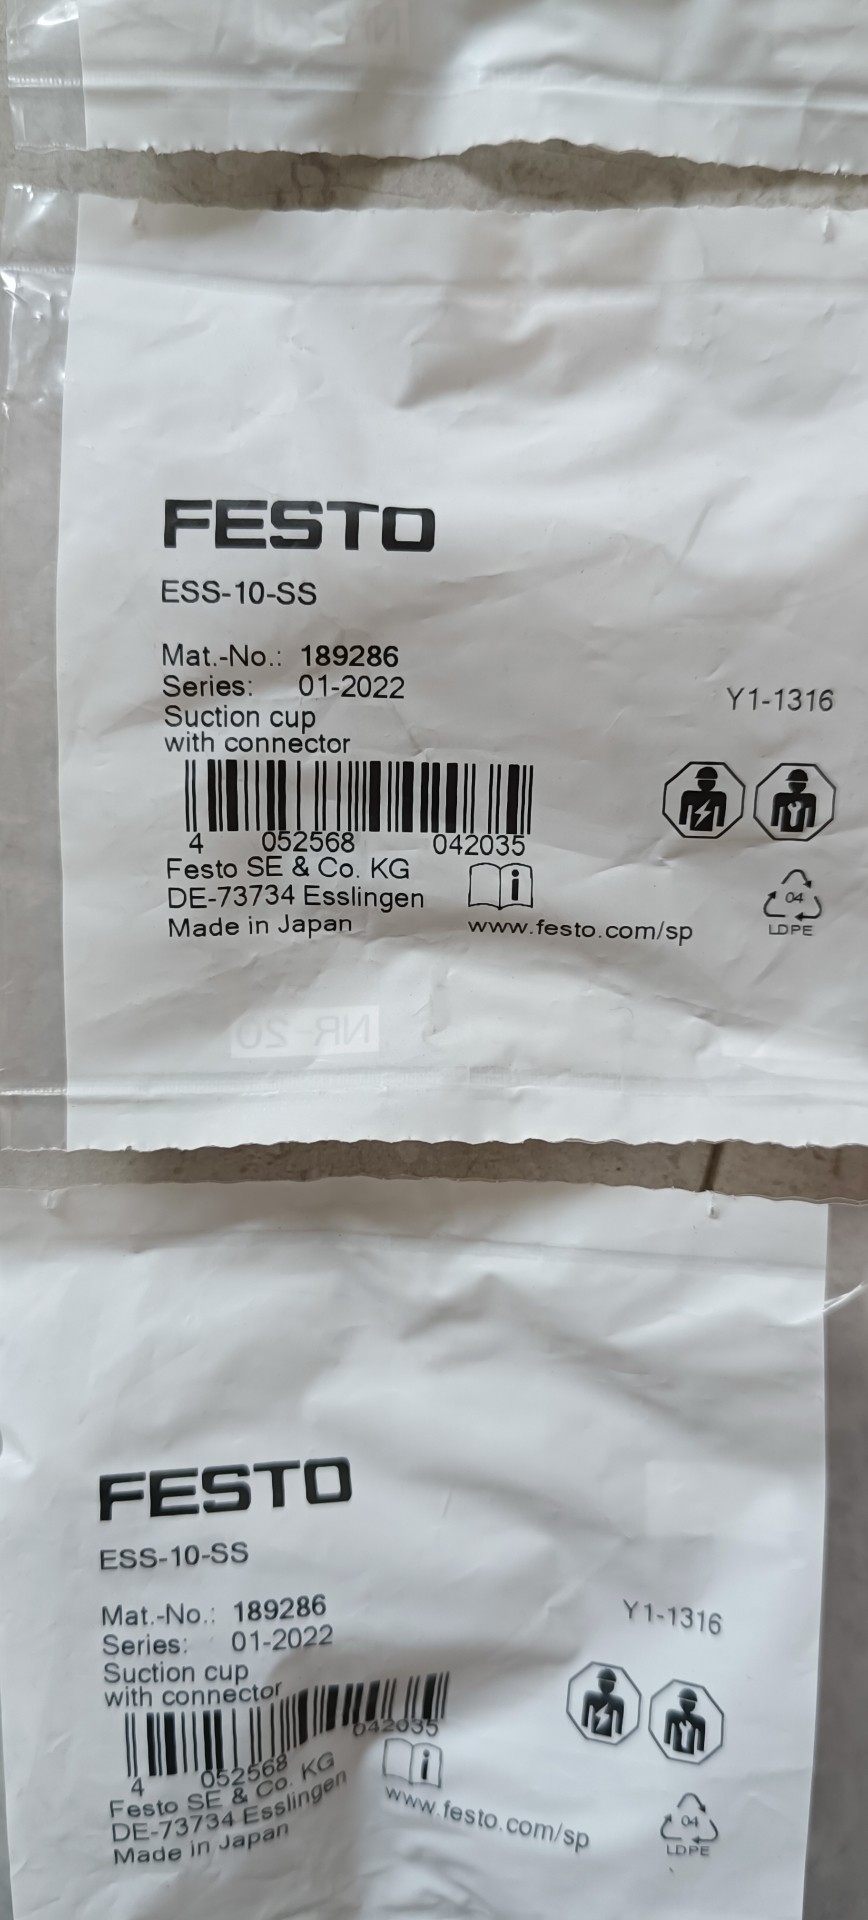 FESTO
ESS-10-SS
Mat.-No.: 189286
Series: 01-2022
Y1-1316
Suction cup
with connector
4 052568 042035
Festo SE & Co. KG
DE-73734 Esslingen
Made in Japan
i
www.festo.com/sp
04
LDPE
NR-20
FESTO
ESS-10-SS
Mat.-No.: 189286
Series: 01-2022
Y1-1316
Suction cup
with connector
4 052568 042035
Festo SE & Co. KG
DE-73734 Esslingen
Made in Japan
i
www.festo.com/sp
04
LDPE